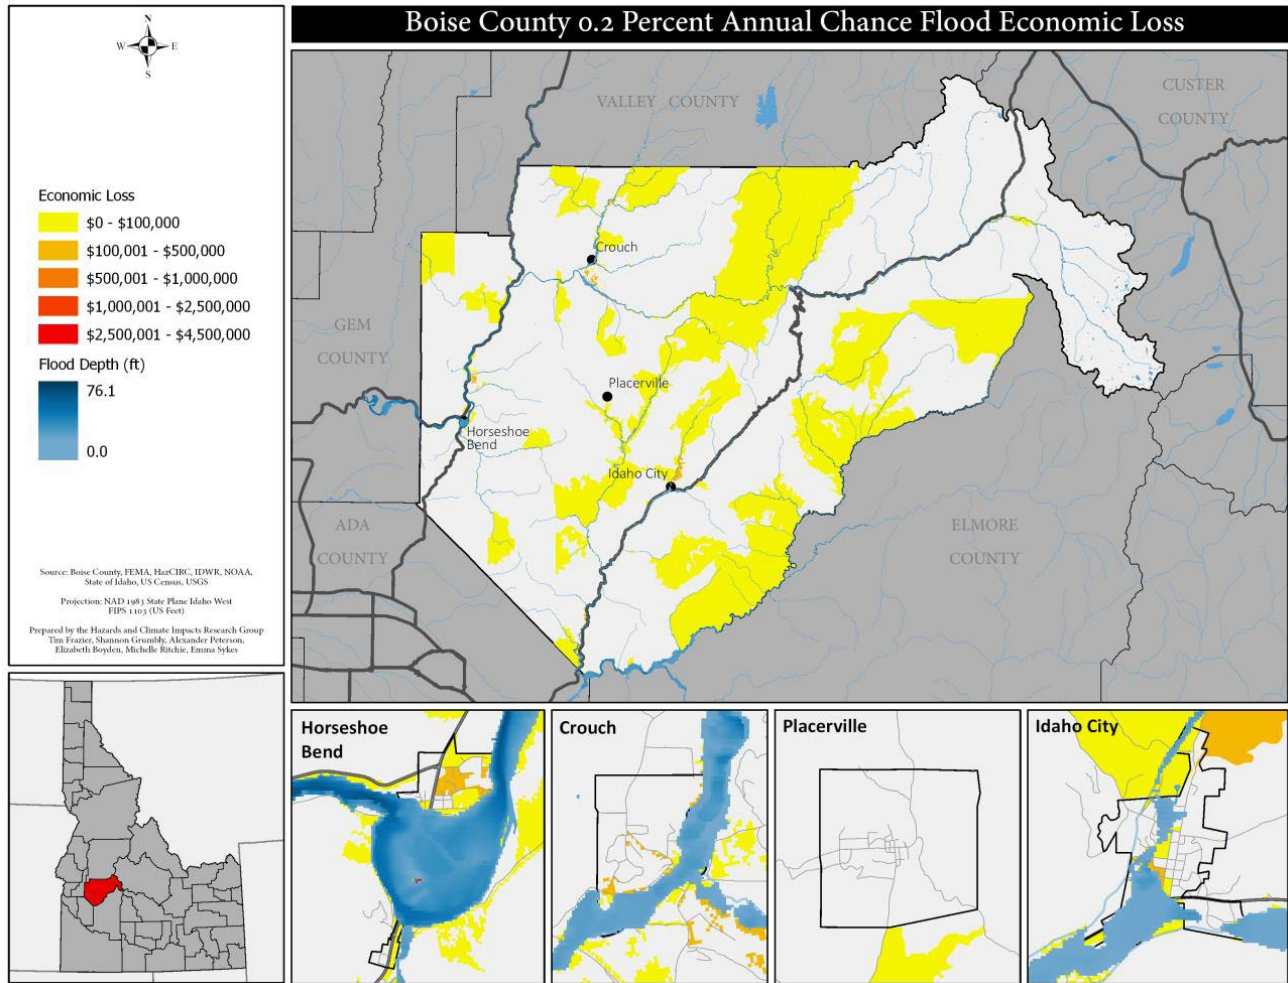 Boise County 0.2 Percent Annual Chance Flood Economic Loss
N
W
E
S
Economic Loss
$0 - $100,000
$100,001 - $500,000
$500,001 - $1,000,000
$1,000,001 - $2,500,000
$2,500,001 - $4,500,000
Flood Depth (ft)
76.1
0.0
Source: Boise County, FEMA, HazCIRC, IDWR, NOAA,
State of Idaho, US Census, USGS
Projection: NAD 1983 State Plane Idaho West
FIPS 1103 (US Feet)
Prepared by the Hazards and Climate Impacts Research Group
Tim Frazier, Shannon Grumbly, Alexander Peterson,
Elizabeth Boyden, Michelle Ritchie, Emma Sykes
VALLEY COUNTY
CUSTER
COUNTY
Crouch
GEM
COUNTY
Placerville
Horseshoe
Bend
Idaho City
ADA
COUNTY
ELMORE
COUNTY
Horseshoe
Bend
Crouch
Placerville
Idaho City